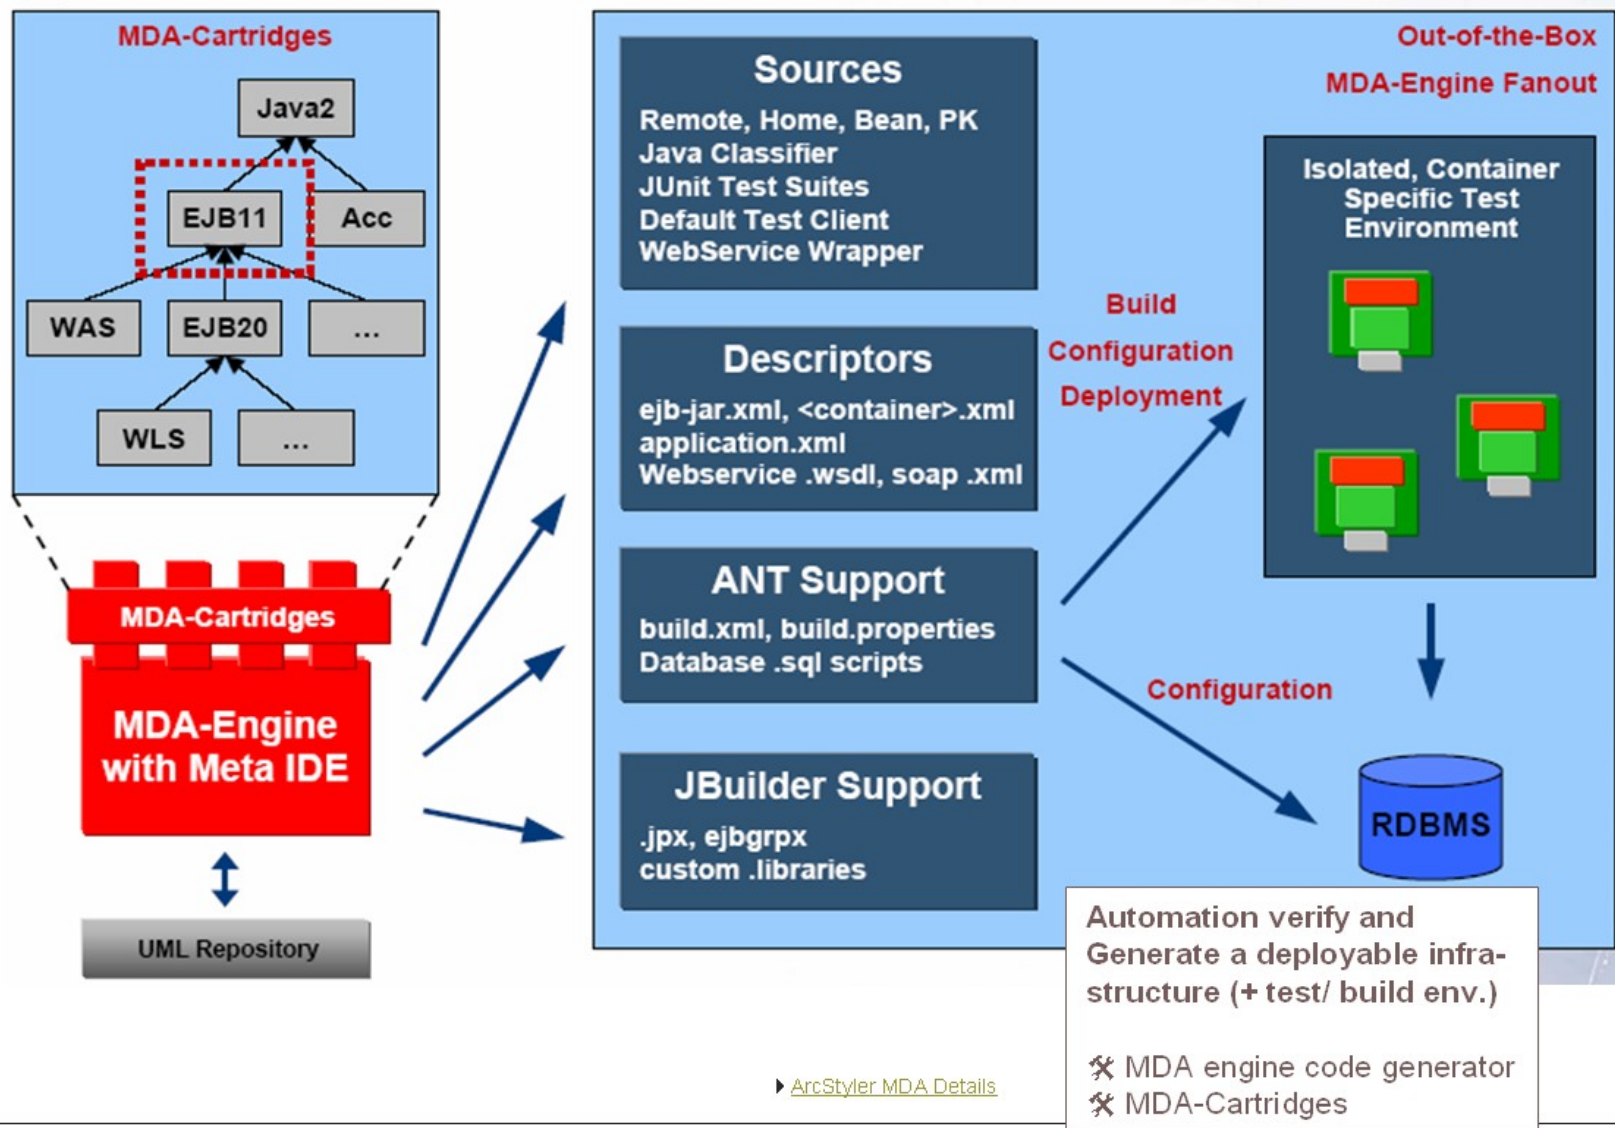 MDA-Cartridges
Java2
EJB11
Acc
WAS
EJB20
...
WLS
...
MDA-Cartridges
MDA-Engine
with Meta IDE
UML Repository
Out-of-the-Box
MDA-Engine Fanout
Sources
Remote, Home, Bean, PK
Java Classifier
JUnit Test Suites
Default Test Client
WebService Wrapper
Descriptors
ejb-jar.xml, <container>.xml
application.xml
Webservice .wsdl, soap .xml
ANT Support
build.xml, build.properties
Database .sql scripts
JBuilder Support
.jpx, ejbgrpx
custom .libraries
Build
Configuration
Deployment
Isolated, Container
Specific Test
Environment
Configuration
RDBMS
Automation verify and
Generate a deployable infra-
structure (+ test/ build env.)
MDA engine code generator
MDA-Cartridges
ArcStyler MDA Details